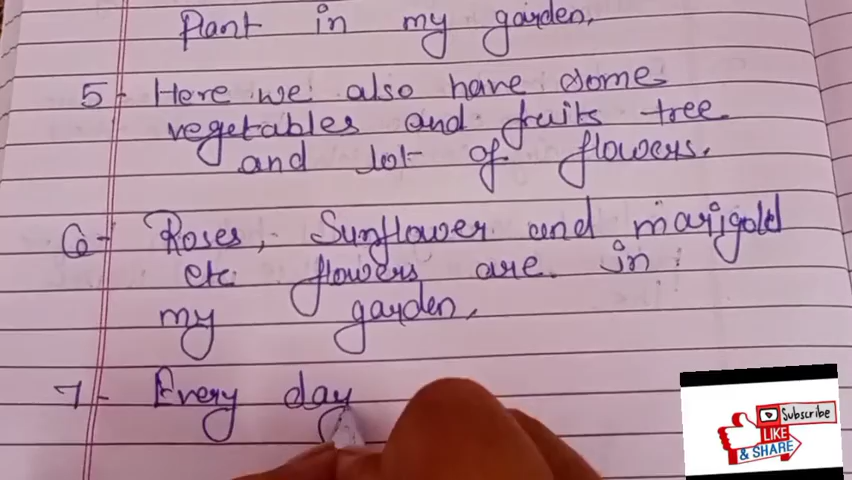 Plant in my garden.
5- Here we also have some
vegetables and fruits tree
and lot of flowers.
6- Roses, Sunflower and marigold
etc. flowers are in
my garden.
7- Every day
Subscribe
LIKE
& SHARE